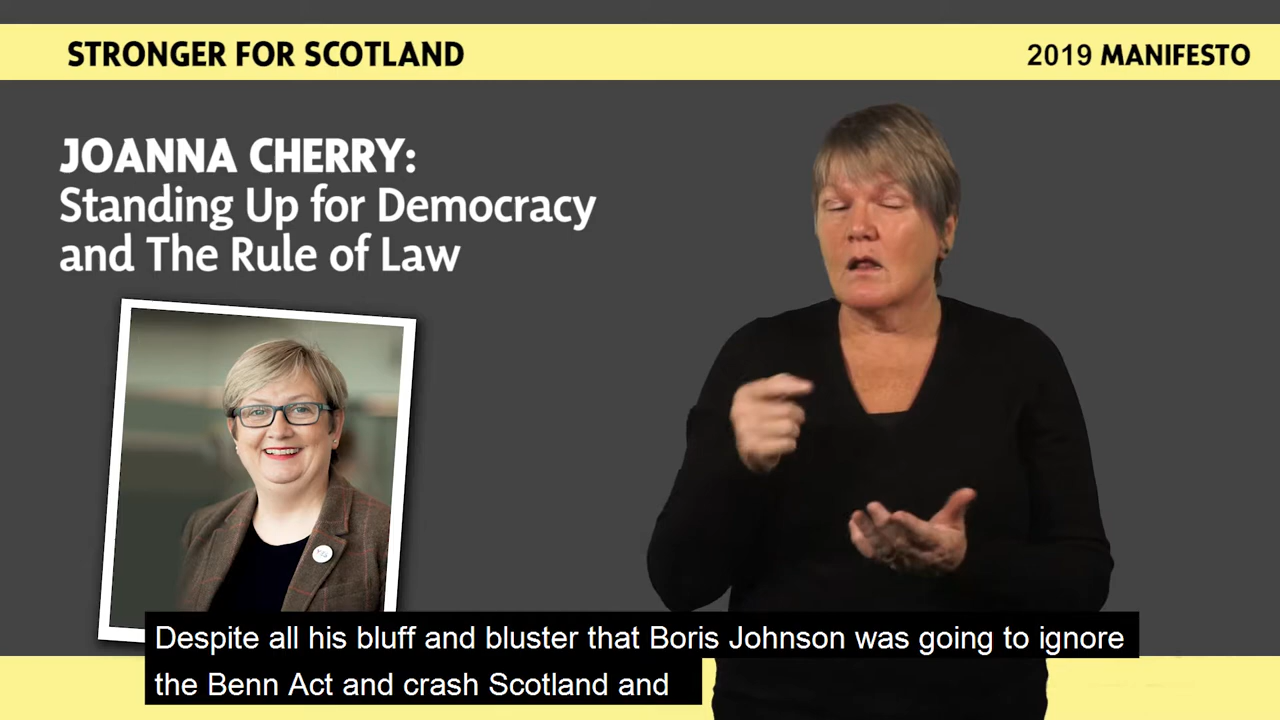 STRONGER FOR SCOTLAND
2019 MANIFESTO
JOANNA CHERRY:
Standing Up for Democracy
and The Rule of Law
Despite all his bluff and bluster that Boris Johnson was going to ignore
the Benn Act and crash Scotland and